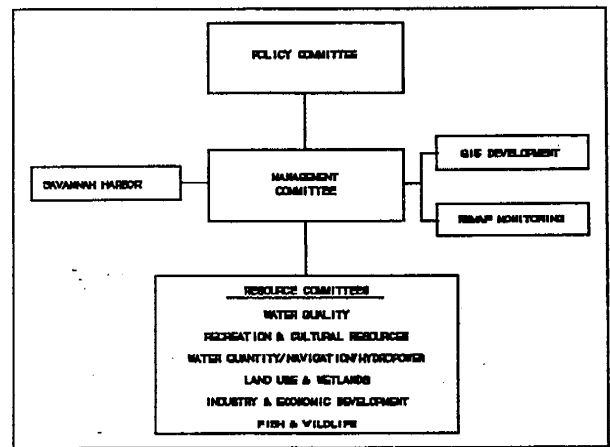 POLICY COMMITTEE
GIS DEVELOPMENT
SAVANNAH HARBOR
MANAGEMENT
COMMITTEE
REMAP MONITORING
RESOURCE COMMITTEES
WATER QUALITY
RECREATION & CULTURAL RESOURCES
WATER QUANTITY/NAVIGATION/HYDROPOWER
LAND USE & WETLANDS
INDUSTRY & ECONOMIC DEVELOPMENT
FISH & WILDLIFE